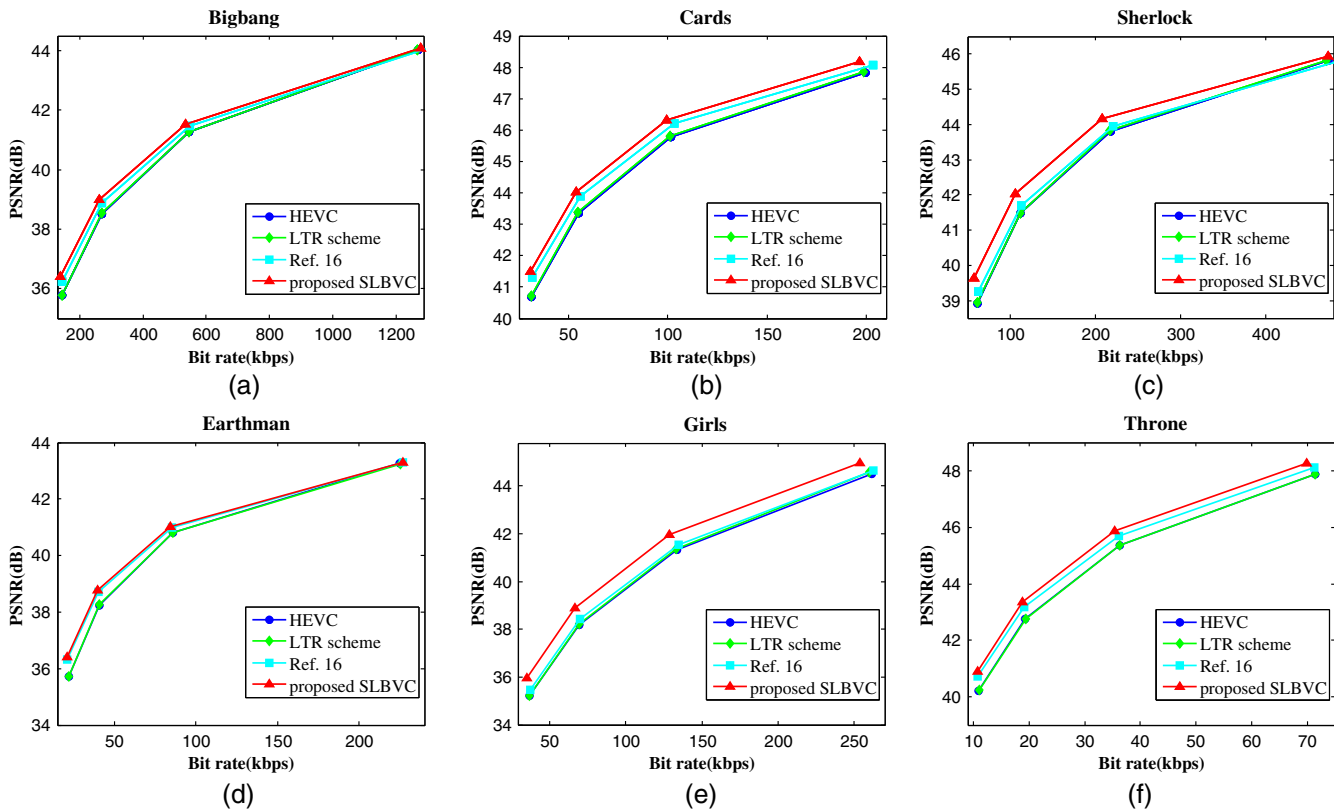 Bigbang
44
42
40
38
36
PSNR(dB)
HEVC
LTR scheme
Ref. 16
proposed SLBVC
200 400 600 800 1000 1200
Bit rate(kbps)
(a)
Cards
49
48
47
46
45
44
43
42
41
40
PSNR(dB)
HEVC
LTR scheme
Ref. 16
proposed SLBVC
50 100 150 200
Bit rate(kbps)
(b)
Sherlock
46
45
44
43
42
41
40
39
PSNR(dB)
HEVC
LTR scheme
Ref. 16
proposed SLBVC
100 200 300 400
Bit rate(kbps)
(c)
Earthman
44
42
40
38
36
34
PSNR(dB)
HEVC
LTR scheme
Ref. 16
proposed SLBVC
50 100 150 200
Bit rate(kbps)
(d)
Girls
44
42
40
38
36
34
PSNR(dB)
HEVC
LTR scheme
Ref. 16
proposed SLBVC
50 100 150 200 250
Bit rate(kbps)
(e)
Throne
48
46
44
42
40
PSNR(dB)
HEVC
LTR scheme
Ref. 16
proposed SLBVC
10 20 30 40 50 60 70
Bit rate(kbps)
(f)